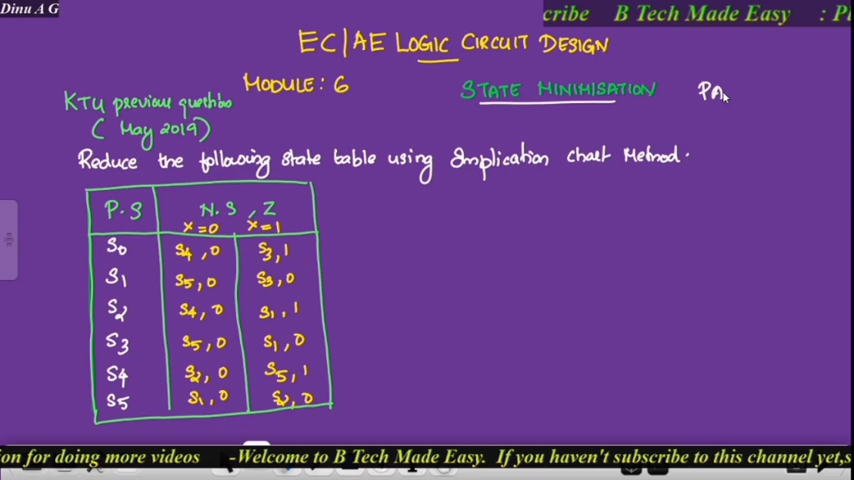 Dinu A G
cribe B Tech Made Easy : Pl
EC/AE LOGIC CIRCUIT DESIGN
MODULE: 6
STATE MINIMISATION PA
KTU previous question
( May 2019)
Reduce the following state table using Implication chart Method.
P.S N.S , Z
x=0 x=1
S0 S4, 0 S3, 1
S1 S5, 0 S3, 0
S2 S4, 0 S1, 1
S3 S5, 0 S1, 0
S4 S2, 0 S5, 1
S5 S1, 0 S2, 0
ion for doing more videos -Welcome to B Tech Made Easy. If you haven't subscribe to this channel yet,s